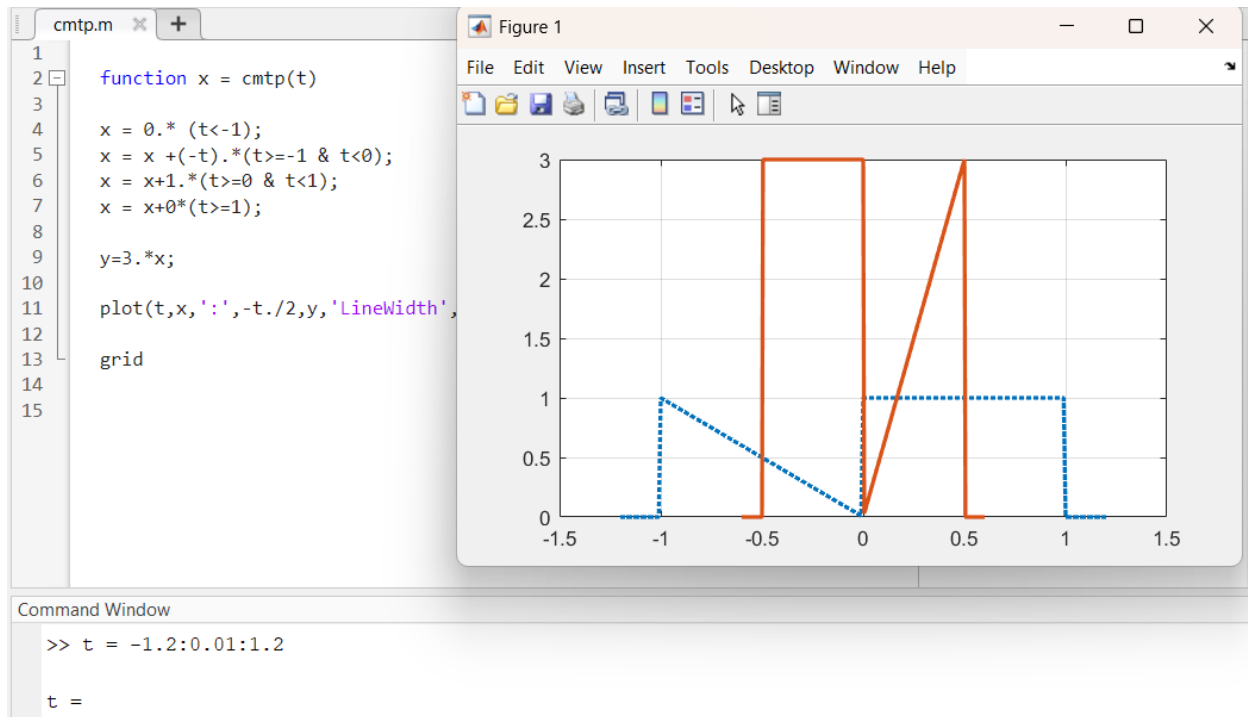 cmtp.m
1
2 function x = cmtp(t)
3
4 x = 0.* (t<-1);
5 x = x +(-t).*(t>=-1 & t<0);
6 x = x+1.*(t>=0 & t<1);
7 x = x+0*(t>=1);
8
9 y=3.*x;
10
11 plot(t,x,':',-t./2,y,'LineWidth',
12
13 grid
14
15
Figure 1
File Edit View Insert Tools Desktop Window Help
3
2.5
2
1.5
1
0.5
0
-1.5 -1 -0.5 0 0.5 1 1.5
Command Window
>> t = -1.2:0.01:1.2
t =